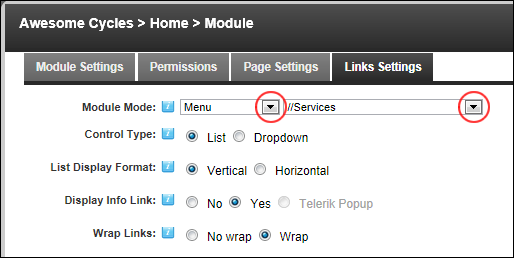 Awesome Cycles > Home > Module
Module Settings Permissions Page Settings Links Settings
Module Mode: Menu //Services
Control Type: List Dropdown
List Display Format: Vertical Horizontal
Display Info Link: No Yes Telerik Popup
Wrap Links: No wrap Wrap